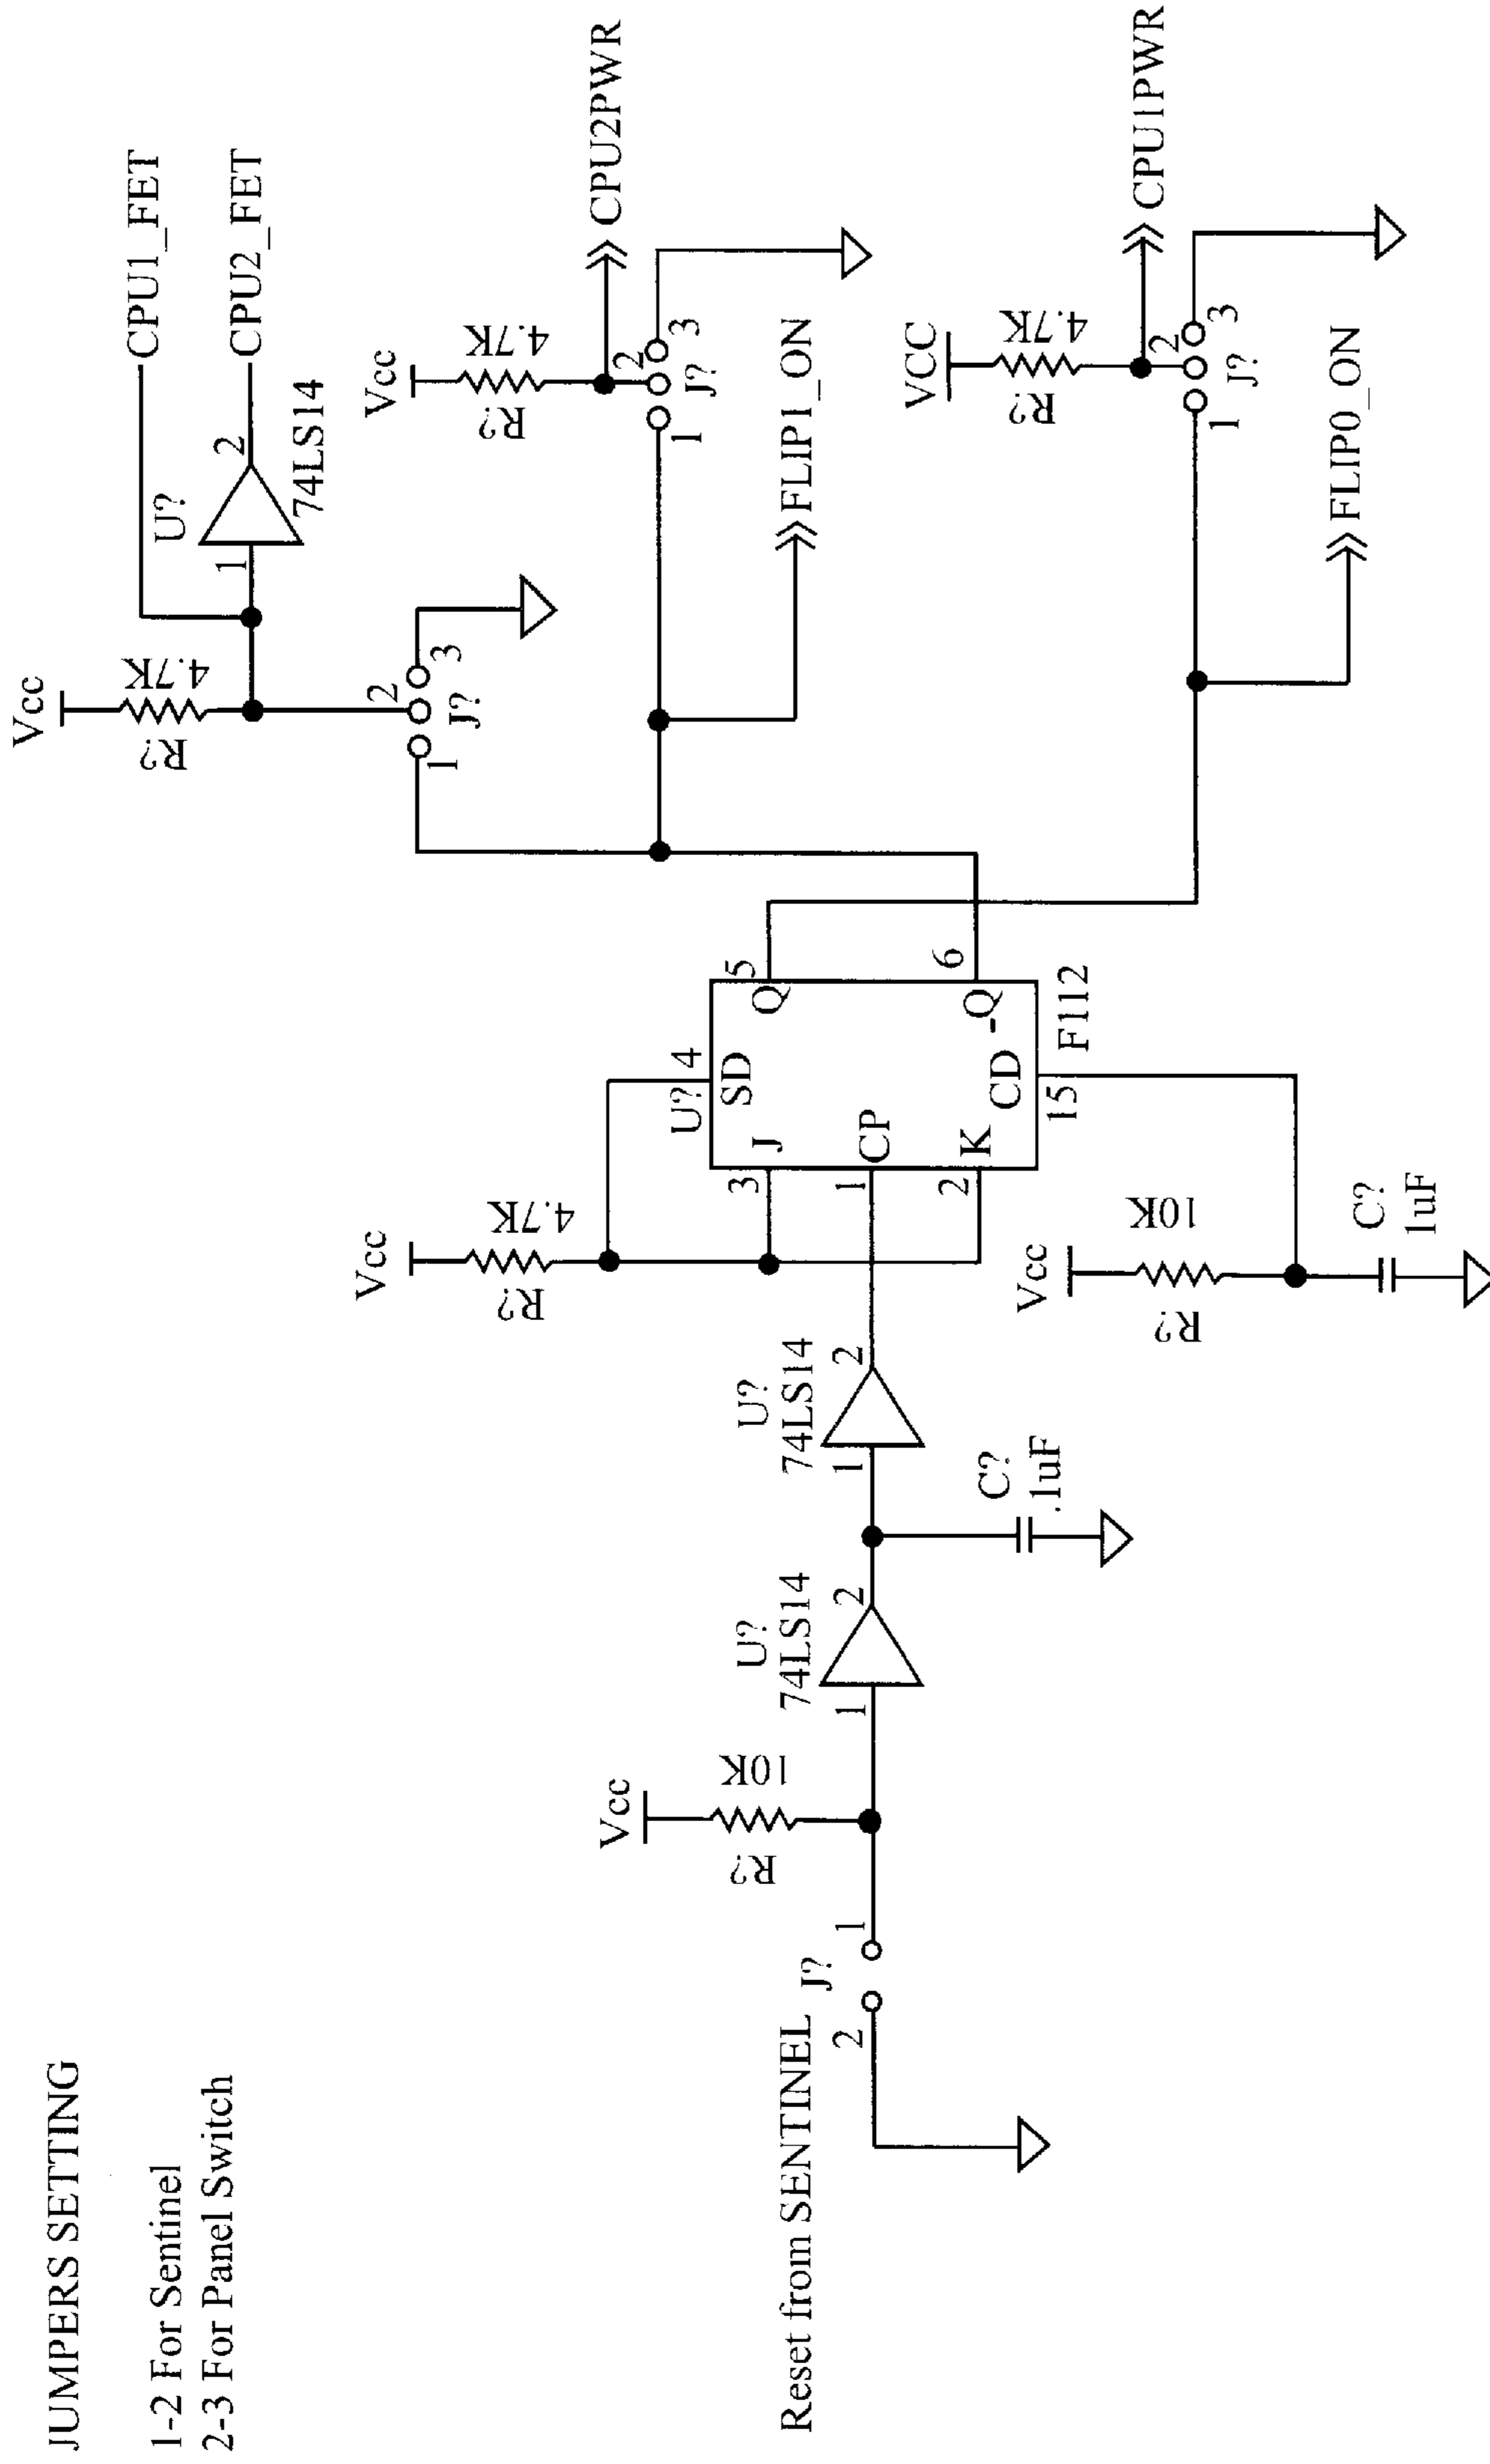 JUMPERS SETTING
1-2 For Sentinel
2-3 For Panel Switch
Reset from SENTINEL
J?
2
1
Vcc
R?
10K
U?
74LS14
1
2
C?
.1uF
U?
74LS14
1
2
Vcc
R?
4.7K
U?
4
SD
3
J
1
CP
2
K
Q
5
-Q
6
CD
15
F112
Vcc
R?
10K
C?
1uF
Vcc
R?
4.7K
1
2
3
J?
U?
1
2
74LS14
CPU1_FET
CPU2_FET
Vcc
R?
4.7K
1
2
3
J?
CPU2PWR
FLIP1_ON
VCC
R?
4.7K
1
2
3
J?
CPU1PWR
FLIP0_ON